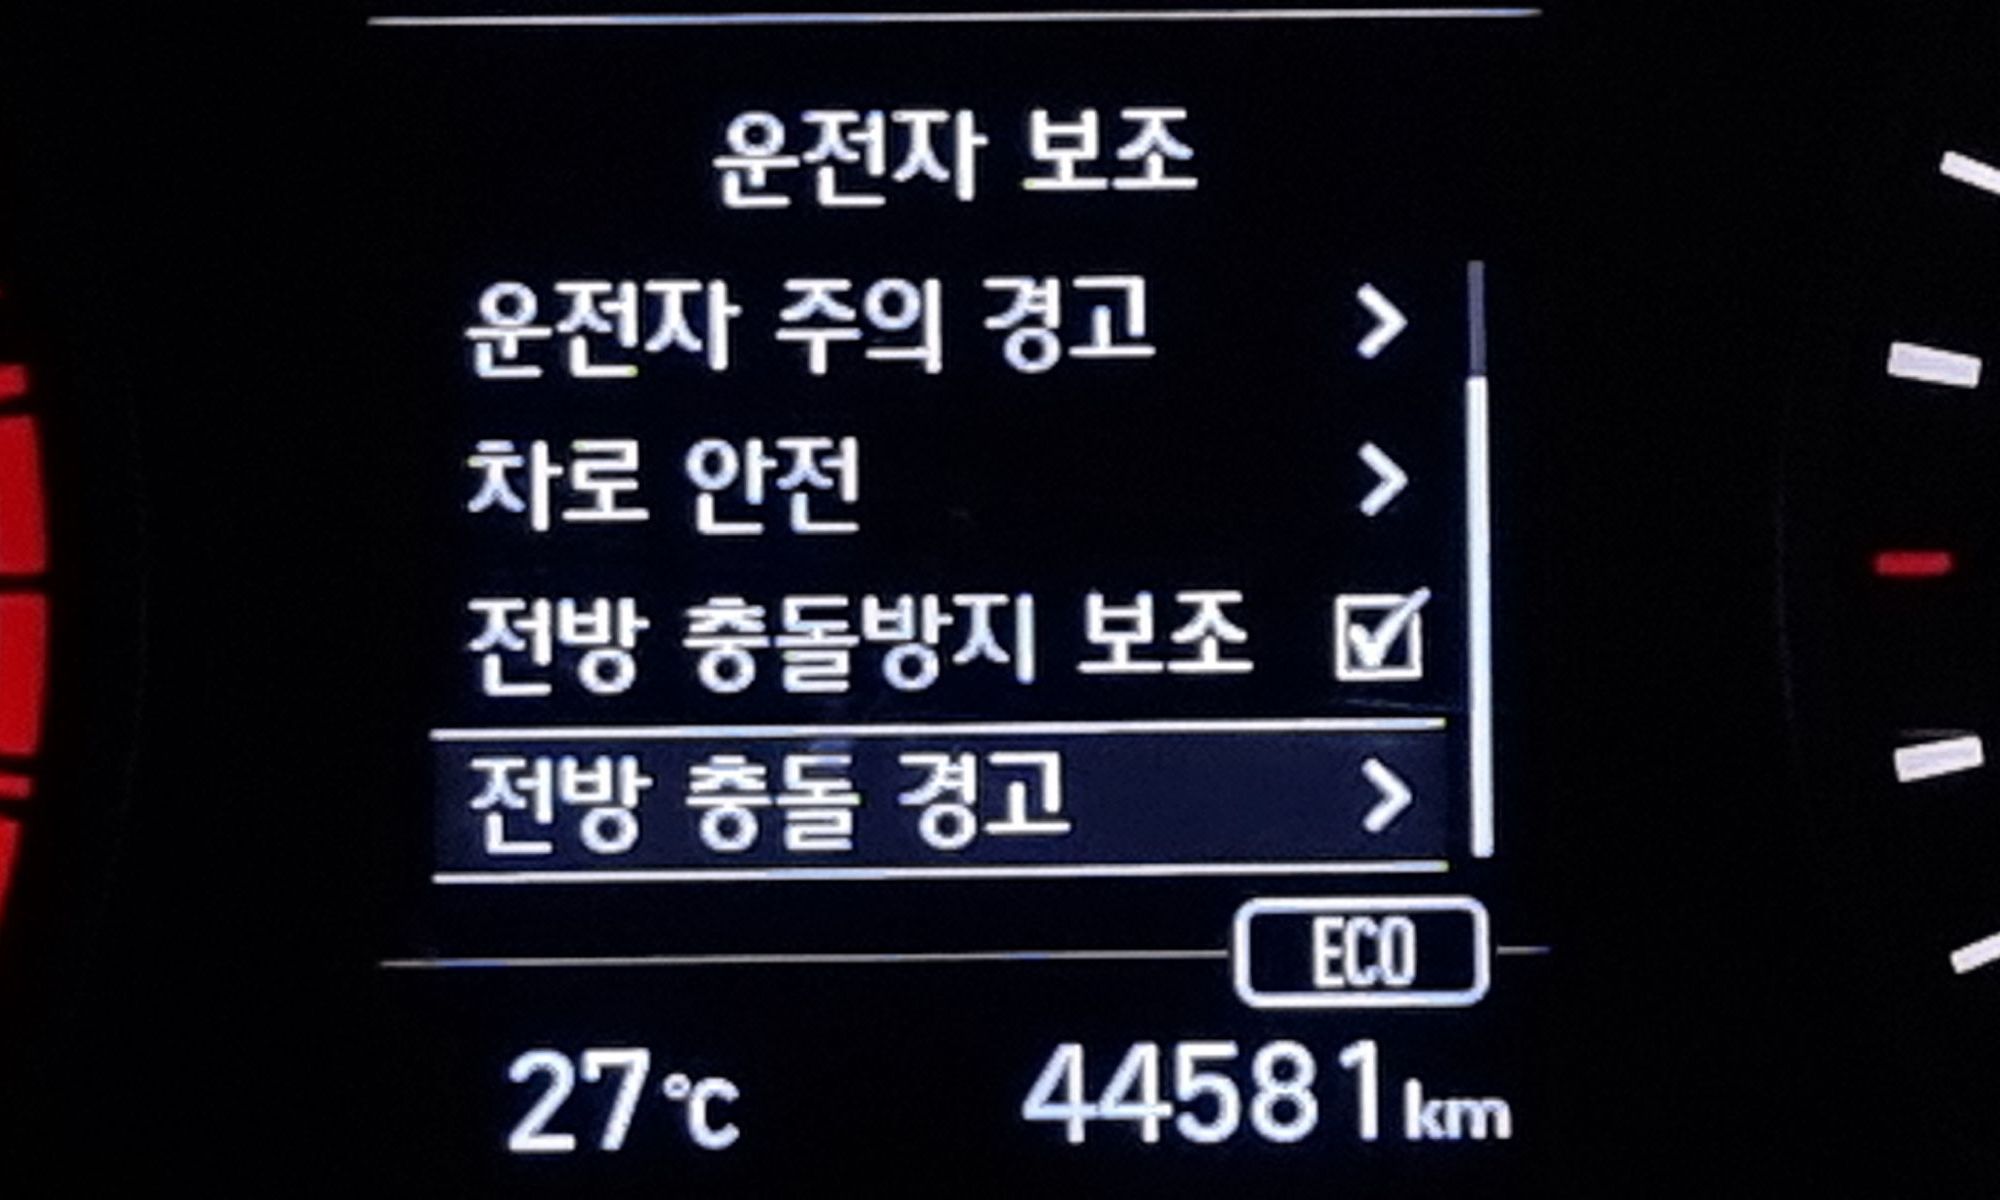 운전자 보조
운전자 주의 경고
차로 안전
전방 충돌방지 보조
전방 충돌 경고
ECO
27℃ 44581km